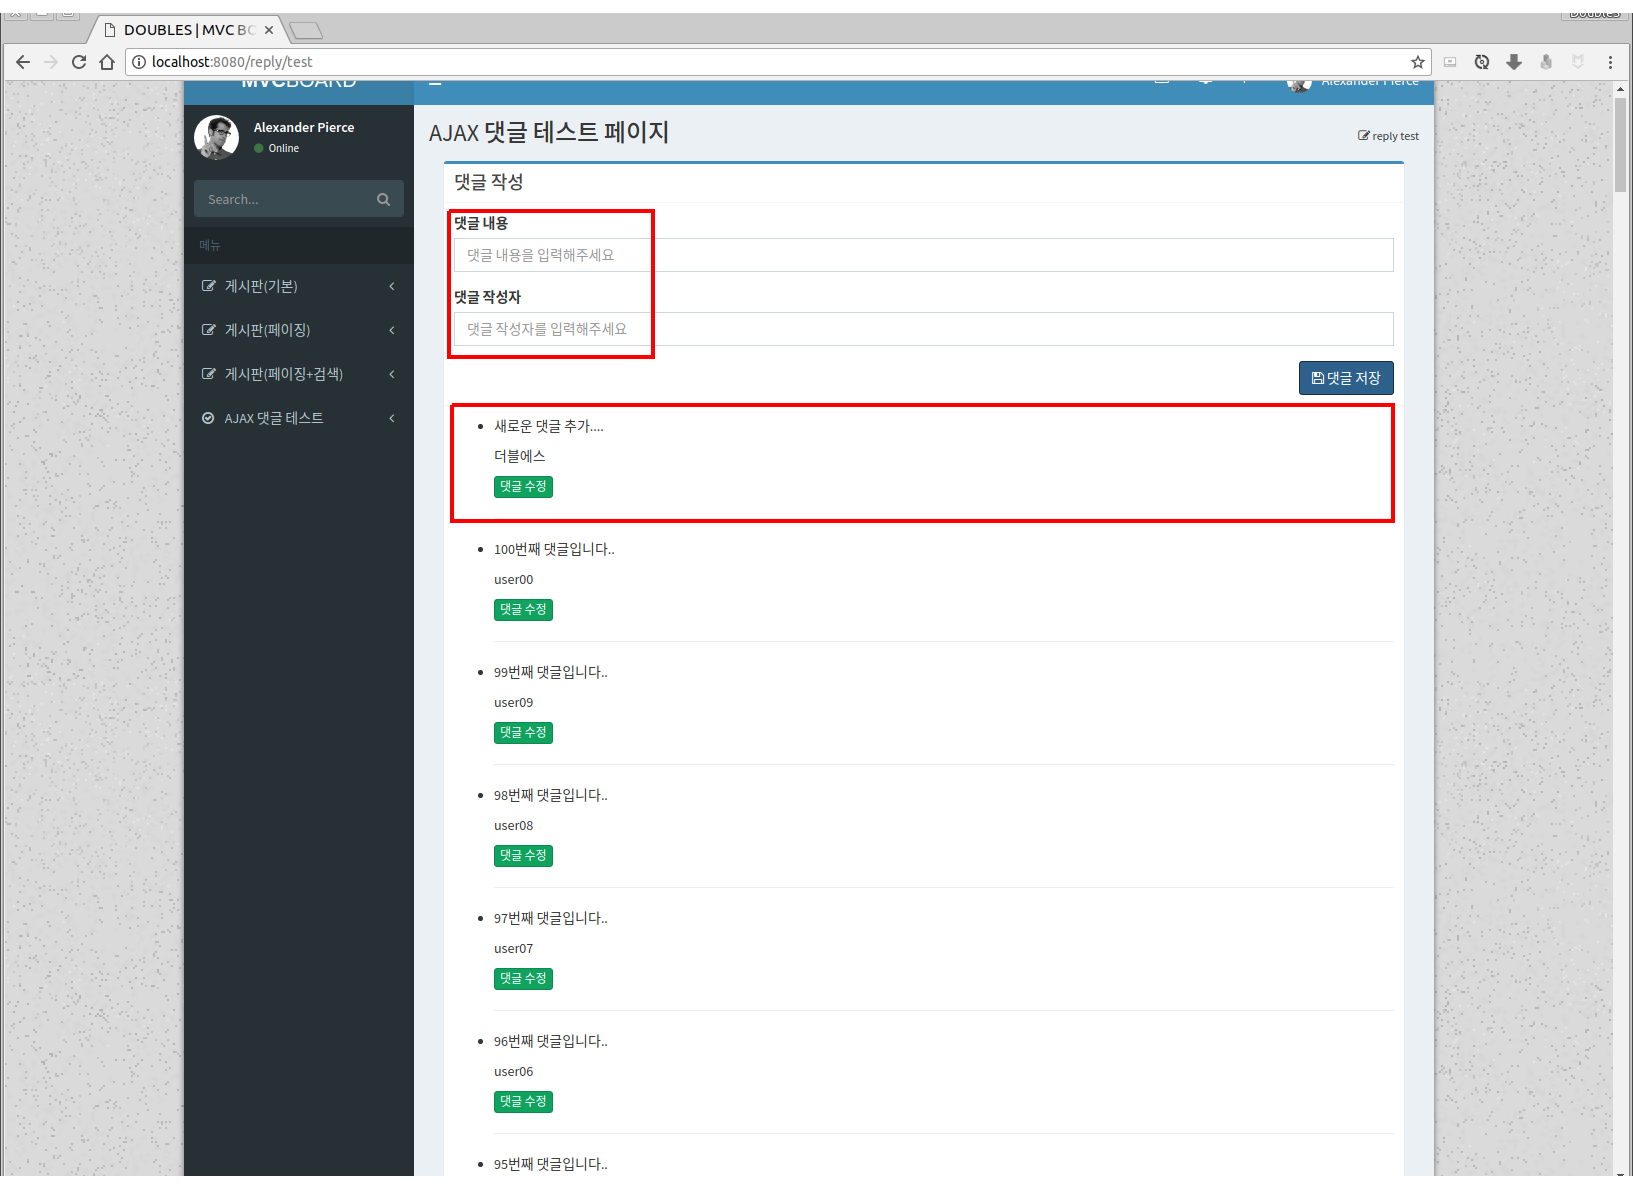 Doubles
DOUBLES | MVC BO
localhost:8080/reply/test
MVCBOARD
Alexander Pierce
Alexander Pierce
Online
Search...
메뉴
게시판(기본)
게시판(페이징)
게시판(페이징+검색)
AJAX 댓글 테스트
AJAX 댓글 테스트 페이지
reply test
댓글 작성
댓글 내용
댓글 내용을 입력해주세요
댓글 작성자
댓글 작성자를 입력해주세요
댓글 저장
새로운 댓글 추가....
더블에스
댓글 수정
100번째 댓글입니다..
user00
댓글 수정
99번째 댓글입니다..
user09
댓글 수정
98번째 댓글입니다..
user08
댓글 수정
97번째 댓글입니다..
user07
댓글 수정
96번째 댓글입니다..
user06
댓글 수정
95번째 댓글입니다..